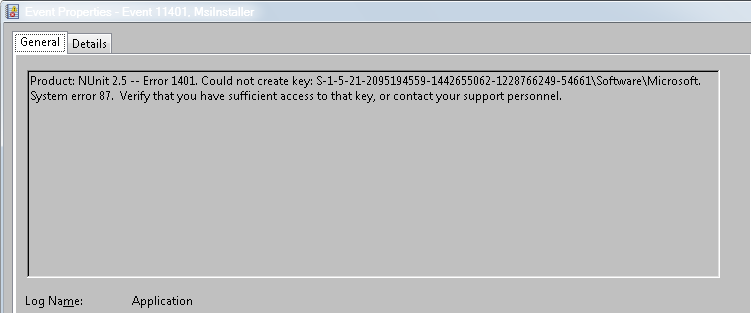 Event Properties - Event 11401, MsiInstaller
General Details
Product: NUnit 2.5 -- Error 1401. Could not create key: S-1-5-21-2095194559-1442655062-1228766249-54661\Software\Microsoft.
System error 87.  Verify that you have sufficient access to that key, or contact your support personnel.
Log Name: Application